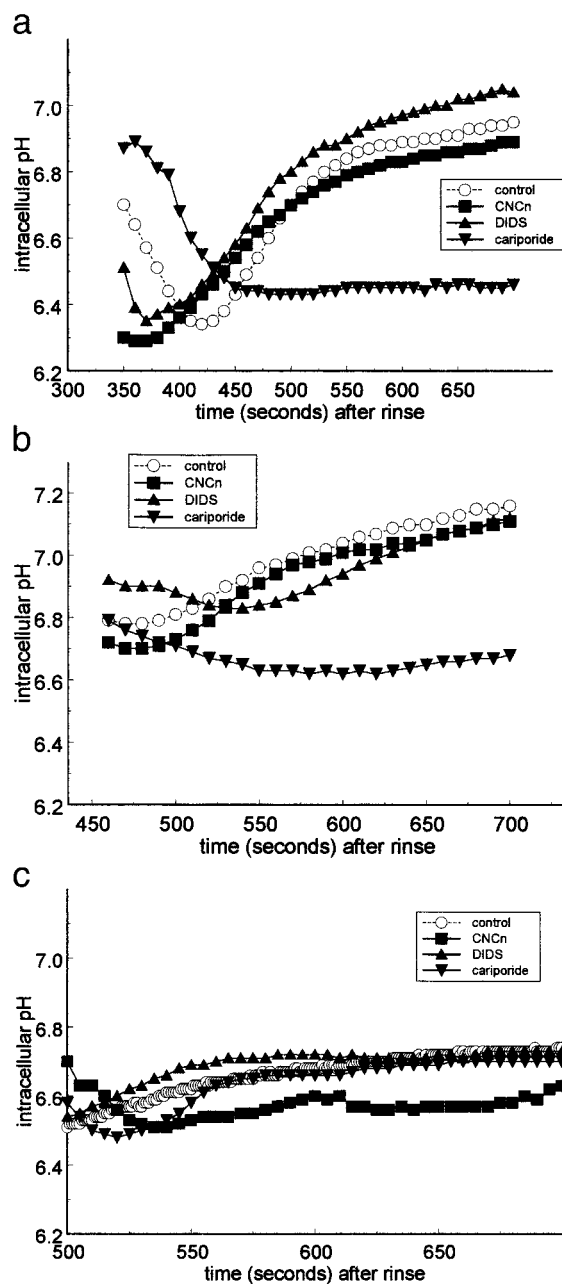 a
7.0
6.8
6.6
6.4
6.2
intracellular pH
control
CNCn
DIDS
cariporide
300 350 400 450 500 550 600 650
time (seconds) after rinse
b
control
CNCn
DIDS
cariporide
7.2
7.0
6.8
6.6
6.4
6.2
intracellular pH
450 500 550 600 650 700
time (seconds) after rinse
c
control
CNCn
DIDS
cariporide
7.0
6.8
6.6
6.4
6.2
intracellular pH
500 550 600 650
time (seconds) after rinse